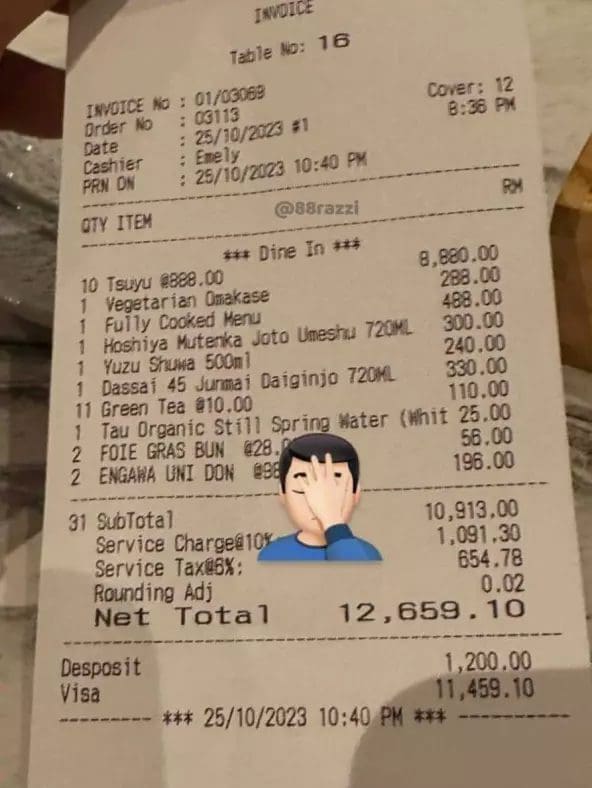 INVOICE
Table No: 16
INVOICE No : 01/03069
Cover: 12
Order No : 03113
8:36 PM
Date : 25/10/2023 #1
Cashier : Emely
PRN ON : 25/10/2023 10:40 PM
RM
QTY ITEM
@88razzi
*** Dine In ***
10 Tsuyu @888.00 8,880.00
1 Vegetarian Omakase 288.00
1 Fully Cooked Menu 488.00
1 Hoshiya Mutenka Joto Umeshu 720ML 300.00
1 Yuzu Shuwa 500ml 240.00
1 Dassai 45 Junmai Daiginjo 720ML 330.00
11 Green Tea @10.00 110.00
1 Tau Organic Still Spring Water (Whit 25.00
2 FOIE GRAS BUN @28. 56.00
2 ENGAWA UNI DON @98 196.00
31 SubTotal 10,913.00
Service Charge@10% 1,091.30
Service Tax@6%: 654.78
Rounding Adj 0.02
Net Total 12,659.10
Desposit 1,200.00
Visa 11,459.10
*** 25/10/2023 10:40 PM ***